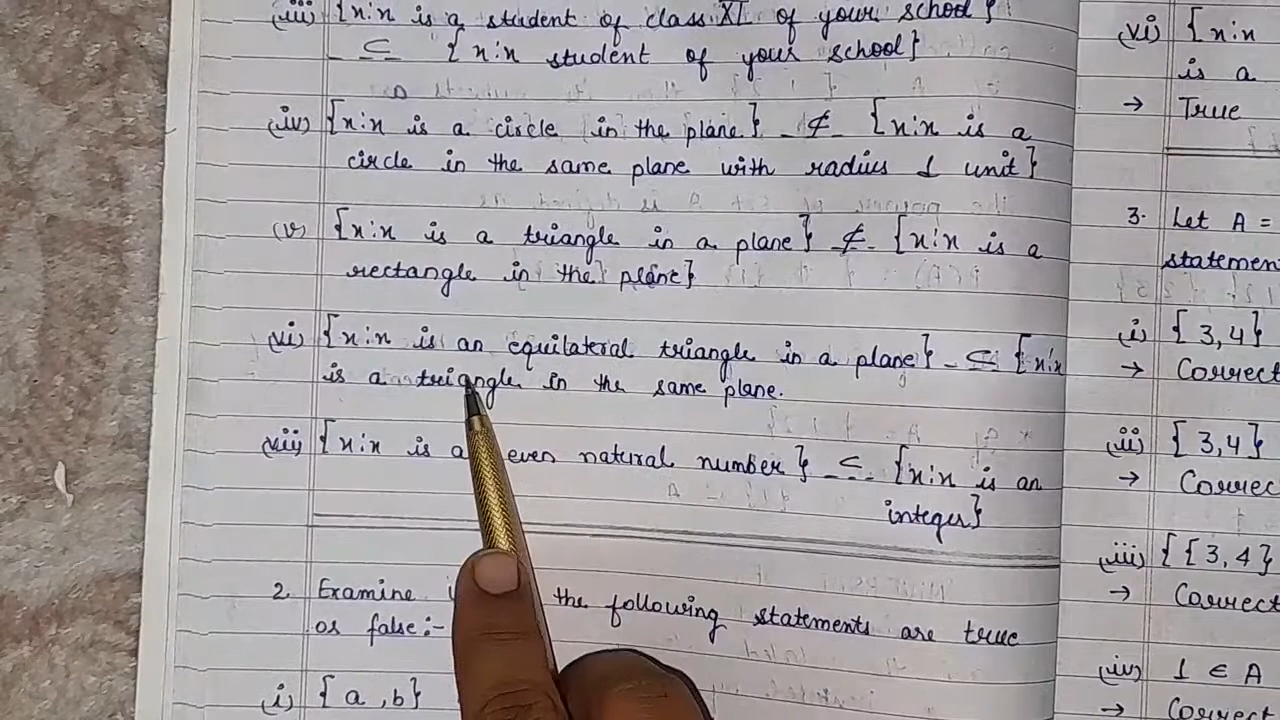 (iii) {x:x is a student of class XI of your school}
⊆ {x:x student of your school}
(iv) {x:x is a circle in the plane} ⊄ {x:x is a
circle in the same plane with radius 1 unit}
(v) {x:x is a triangle in a plane} ⊄ {x:x is a
rectangle in the plane}
(vi) {x:x is an equilateral triangle in a plane} ⊆ {x:x
is a triangle in the same plane.
(vii) {x:x is a even natural number} ⊆ {x:x is an
integer}
2. Examine the following statements are true
or false:-
(i) {a, b}
(vi) {x:x
is a
→ True
3. Let A =
statemen
(i) {3,4}
→ Correct
(ii) {3,4}
→ Correc
(iii) {{3,4}
→ Correct
(iv) 1 ∈ A
→ Correct